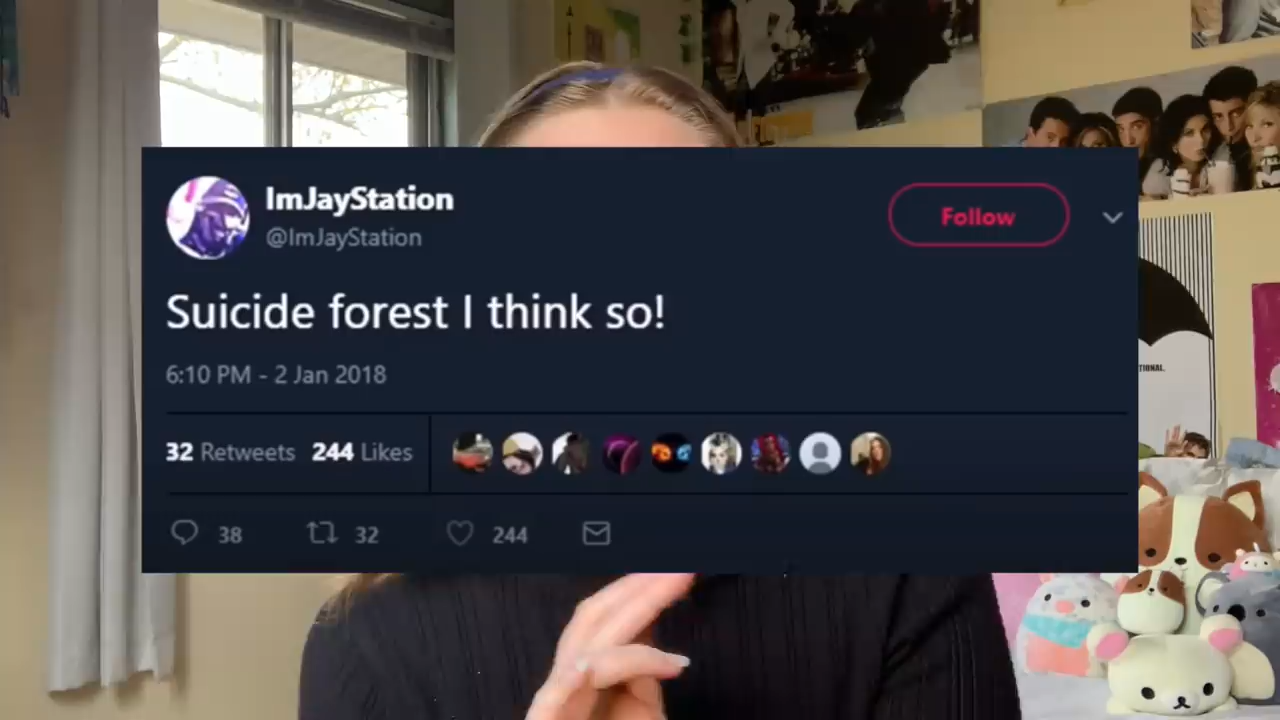 ImJayStation
@ImJayStation
Follow
Suicide forest I think so!
6:10 PM - 2 Jan 2018
32 Retweets 244 Likes
38 32 244
TIONAL.